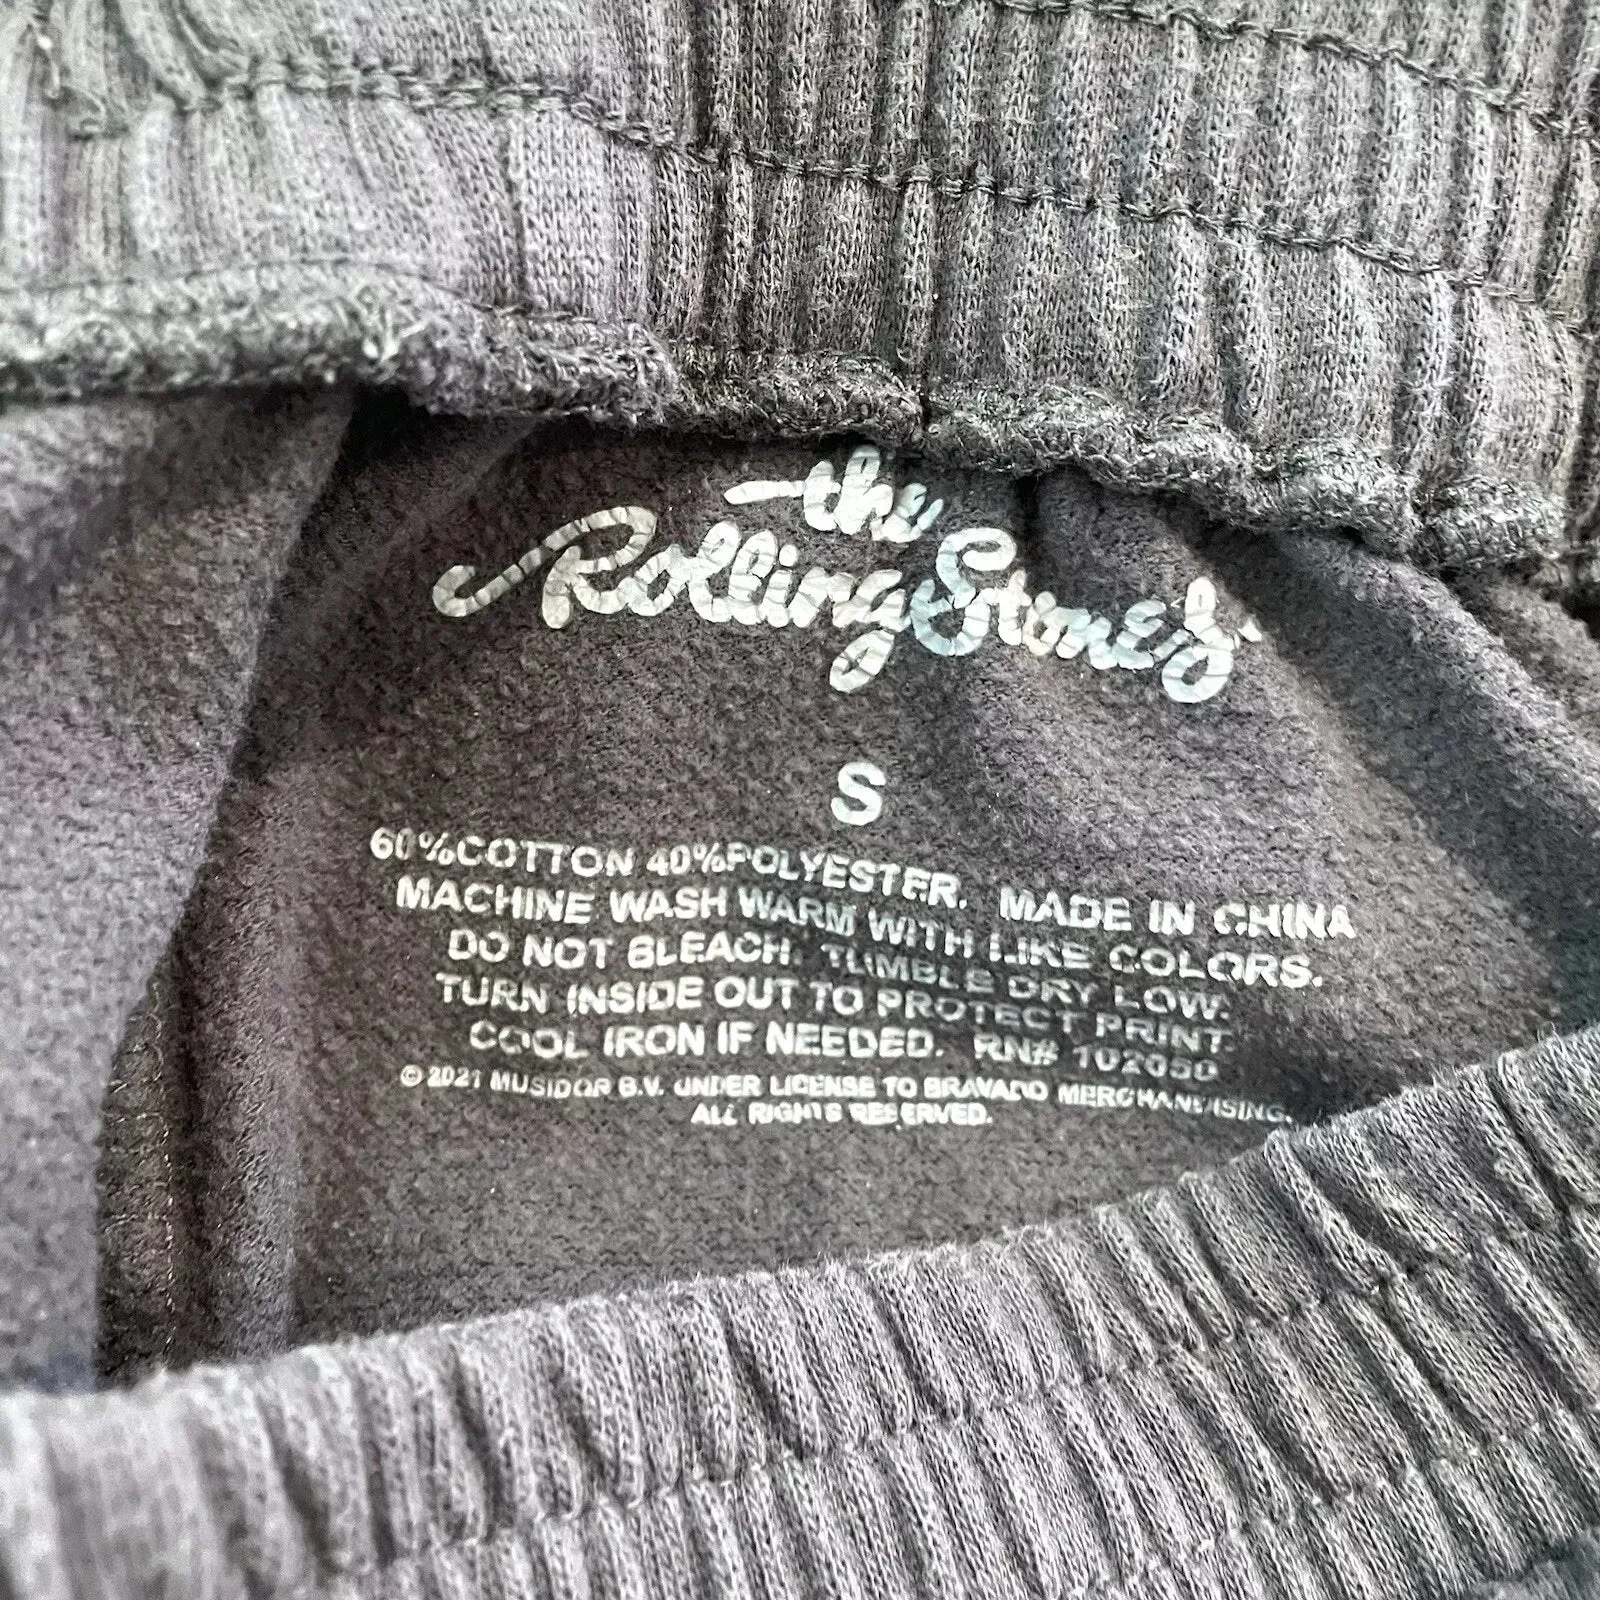 the
Rolling Stones
S
60%COTTON 40%POLYESTER. MADE IN CHINA
MACHINE WASH WARM WITH LIKE COLORS.
DO NOT BLEACH. TUMBLE DRY LOW.
TURN INSIDE OUT TO PROTECT PRINT.
COOL IRON IF NEEDED. RN# 102050
© 2021 MUSIDOR B.V. UNDER LICENSE TO BRAVADO MERCHANDISING.
ALL RIGHTS RESERVED.